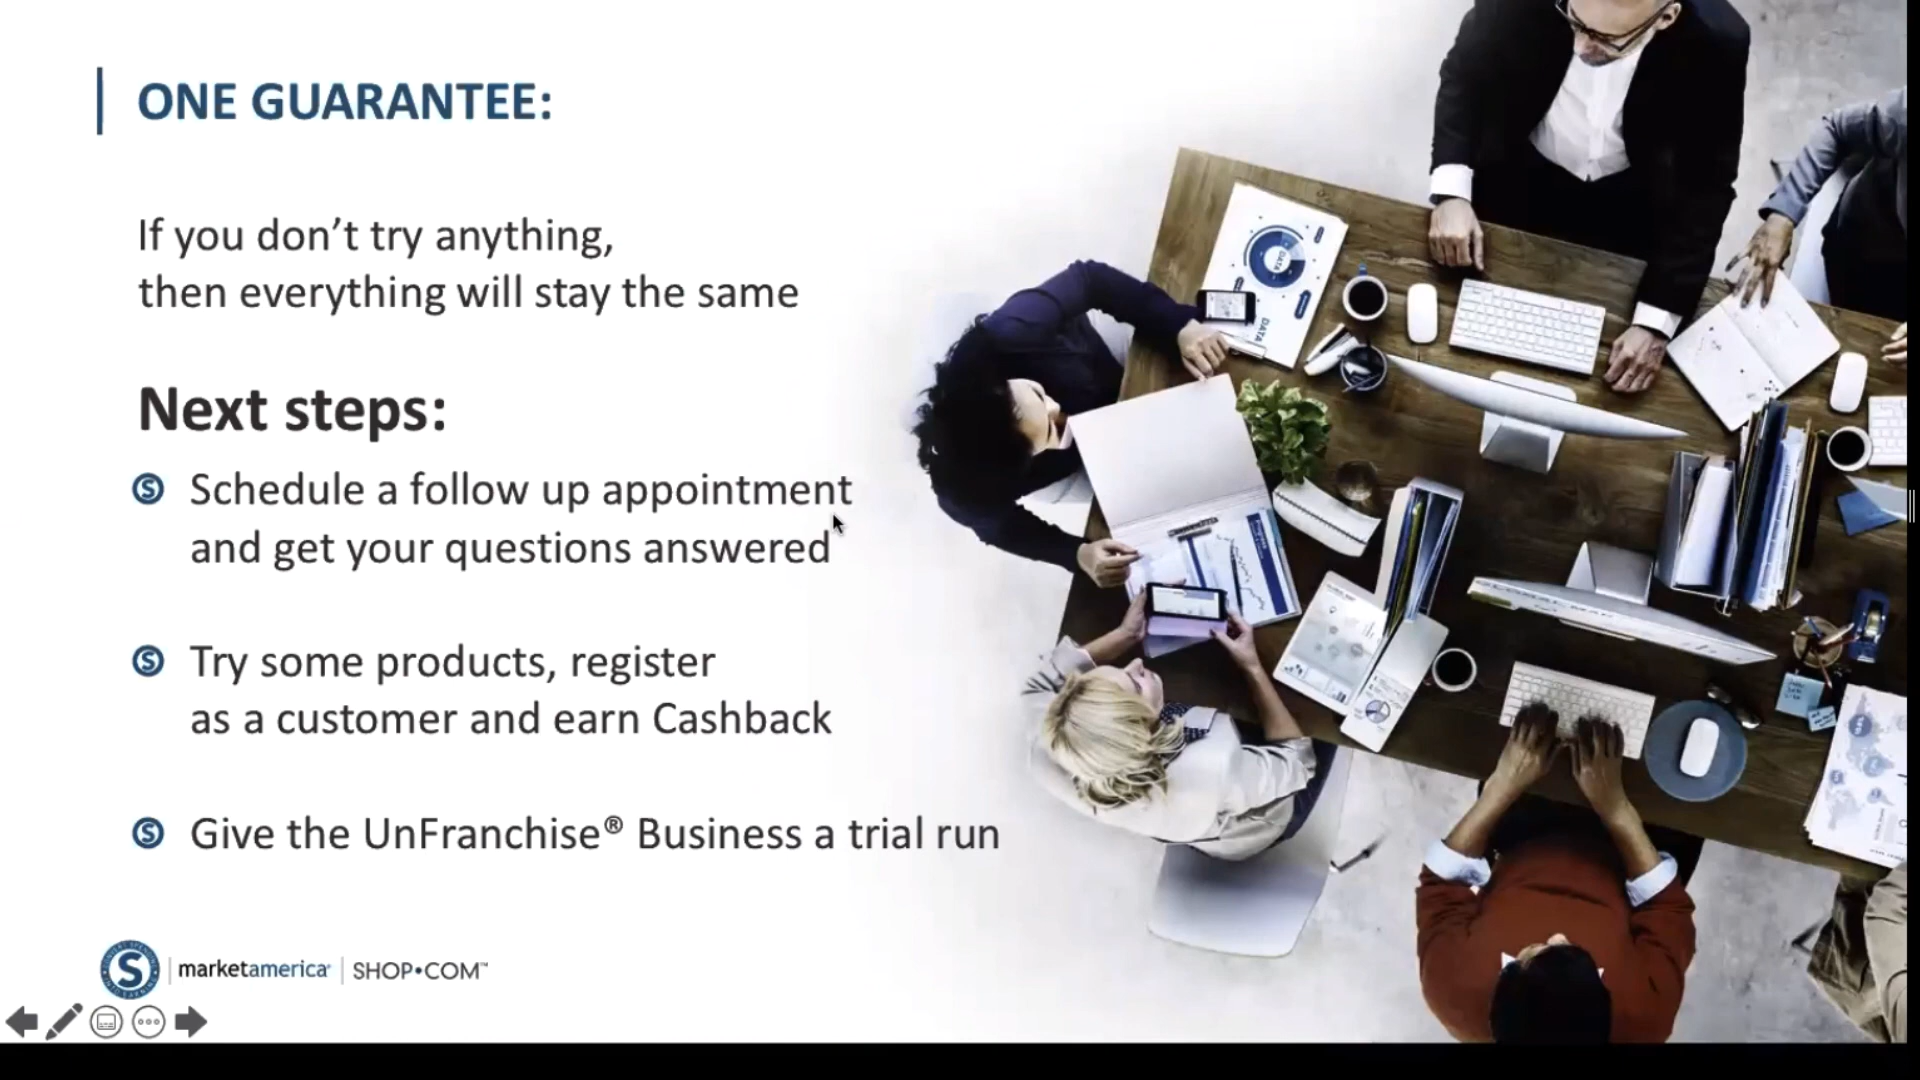 ONE GUARANTEE:
If you don’t try anything,
then everything will stay the same
Next steps:
Schedule a follow up appointment
and get your questions answered
Try some products, register
as a customer and earn Cashback
Give the UnFranchise® Business a trial run
marketamerica® | SHOP•COM™
DATA
DATA